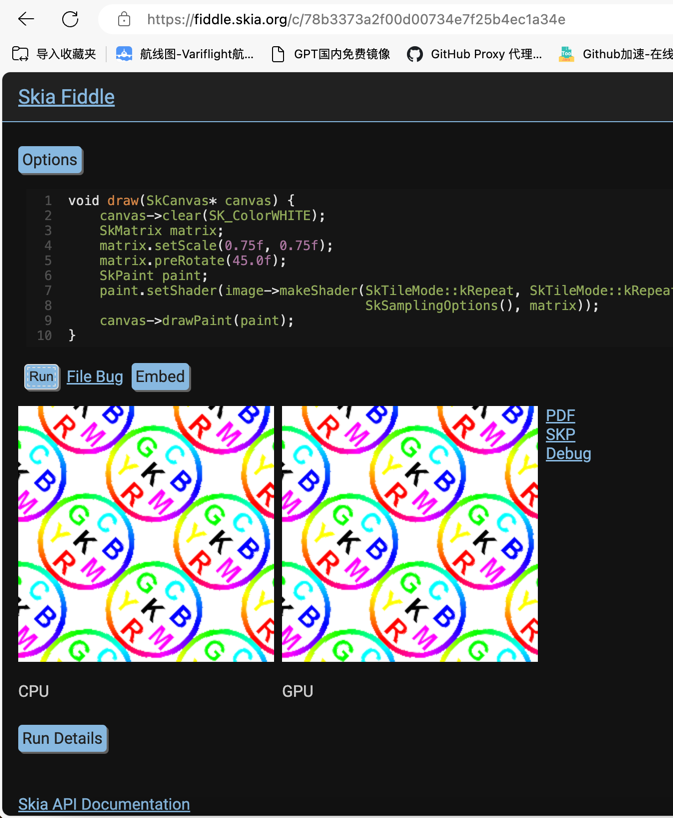 https://fiddle.skia.org/c/78b3373a2f00d00734e7f25b4ec1a34e
导入收藏夹 航线图-Variflight航... GPT国内免费镜像 GitHub Proxy 代理... Github加速-在线
Skia Fiddle
Options
1 void draw(SkCanvas* canvas) {
2 canvas->clear(SK_ColorWHITE);
3 SkMatrix matrix;
4 matrix.setScale(0.75f, 0.75f);
5 matrix.preRotate(45.0f);
6 SkPaint paint;
7 paint.setShader(image->makeShader(SkTileMode::kRepeat, SkTileMode::kRepeat
8 SkSamplingOptions(), matrix));
9 canvas->drawPaint(paint);
10 }
Run File Bug Embed
PDF
SKP
Debug
G C B M R Y K
CPU GPU
Run Details
Skia API Documentation